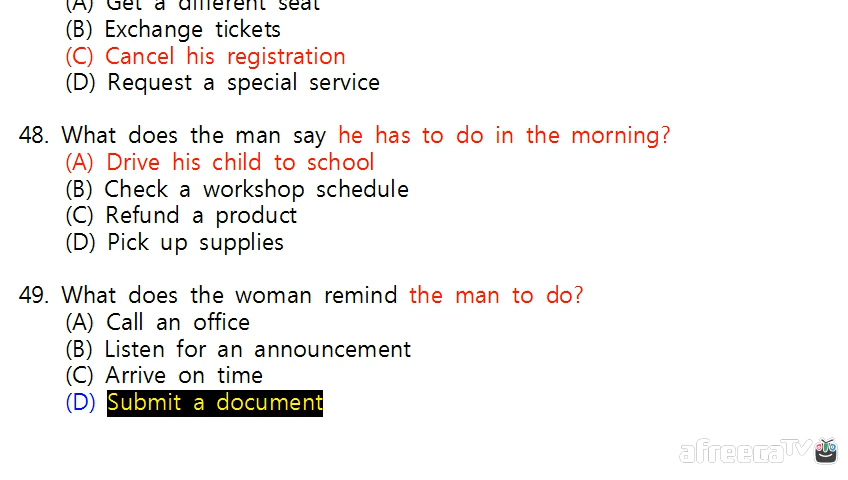 (A) Get a different seat
(B) Exchange tickets
(C) Cancel his registration
(D) Request a special service
48. What does the man say he has to do in the morning?
(A) Drive his child to school
(B) Check a workshop schedule
(C) Refund a product
(D) Pick up supplies
49. What does the woman remind the man to do?
(A) Call an office
(B) Listen for an announcement
(C) Arrive on time
(D) Submit a document
afreecaTV